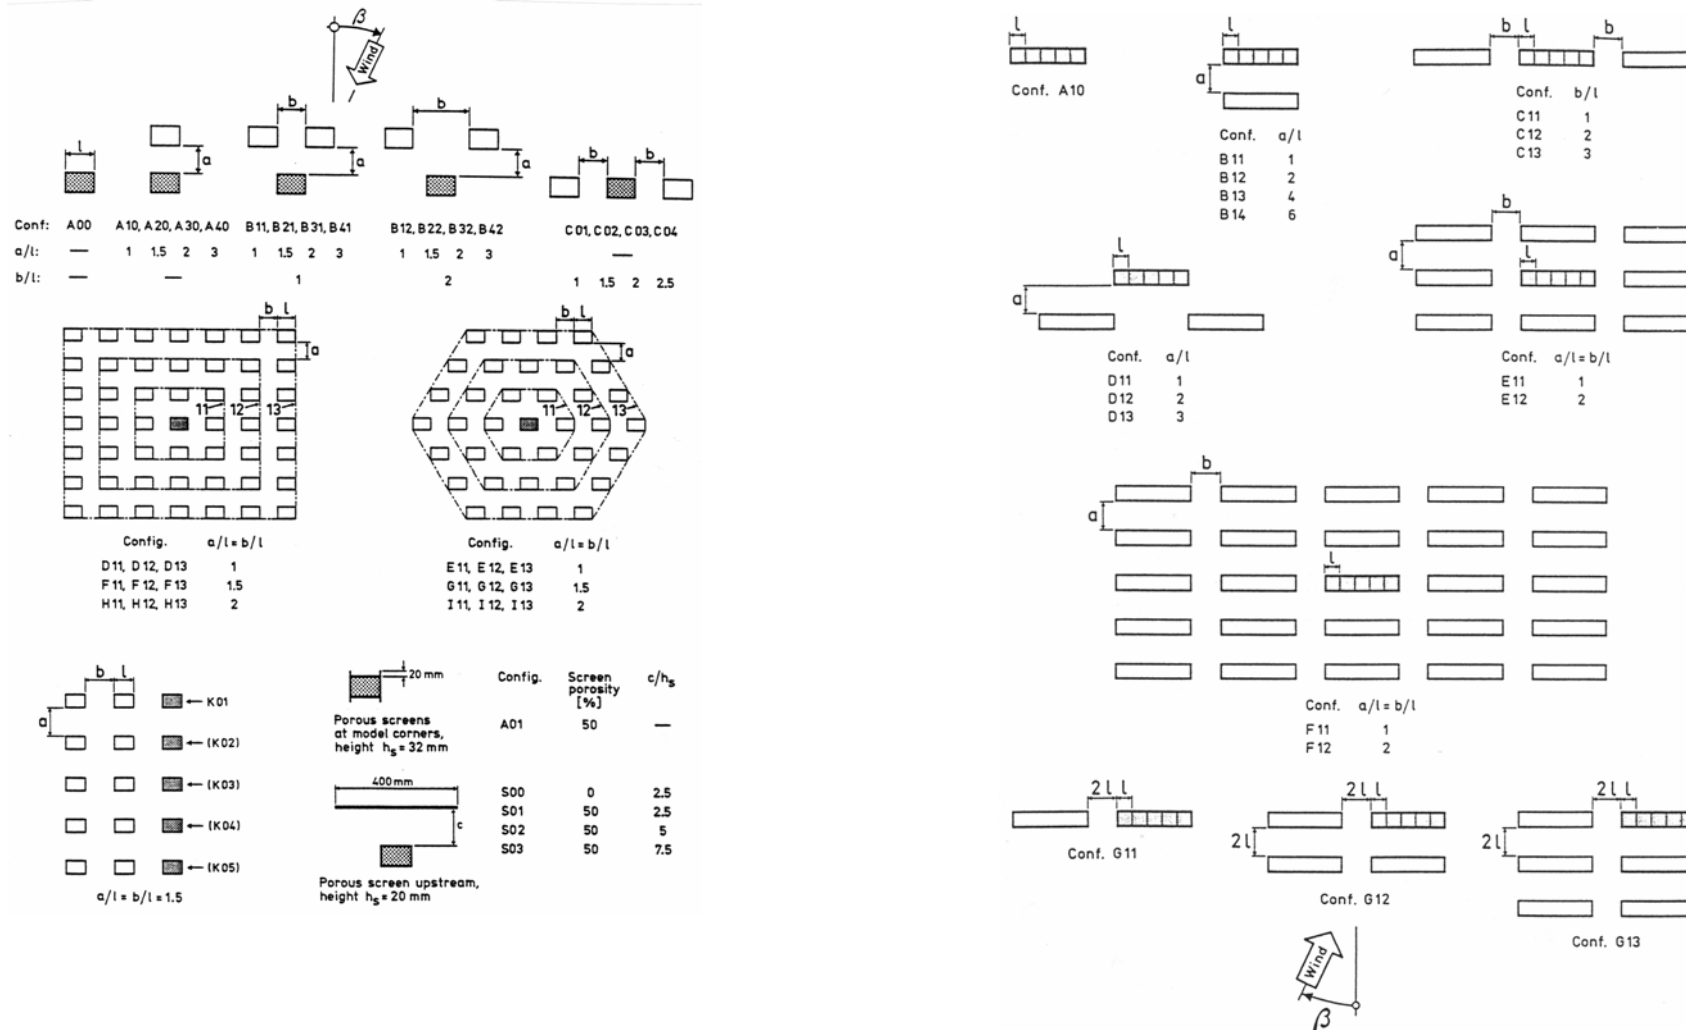 β
Wind
b
b
l
a
a
a
b
b
Conf: A00 A10, A20, A30, A40 B11, B21, B31, B41 B12, B22, B32, B42 C01, C02, C03, C04
a/l: — 1 1.5 2 3 1 1.5 2 3 1 1.5 2 3 —
b/l: — — 1 2 1 1.5 2 2.5
b l
a
11 12 13
b l
a
11 12 13
Config. a/l = b/l
D11, D12, D13 1
F11, F12, F13 1.5
H11, H12, H13 2
Config. a/l = b/l
E11, E12, E13 1
G11, G12, G13 1.5
I11, I12, I13 2
b l
a
K01
(K02)
(K03)
(K04)
(K05)
a/l = b/l = 1.5
20 mm
Porous screens
at model corners,
height hs = 32 mm
400mm
c
Porous screen upstream,
height hs = 20 mm
Config. Screen porosity [%] c/hs
A01 50 —
S00 0 2.5
S01 50 2.5
S02 50 5
S03 50 7.5
l
Conf. A10
l
a
Conf. a/l
B11 1
B12 2
B13 4
B14 6
b l b
Conf. b/l
C11 1
C12 2
C13 3
l
a
Conf. a/l
D11 1
D12 2
D13 3
b
a
l
Conf. a/l = b/l
E11 1
E12 2
b
a
l
Conf. a/l = b/l
F11 1
F12 2
2l l
Conf. G11
2l l
2l
Conf. G12
2l l
2l
Conf. G13
Wind
β